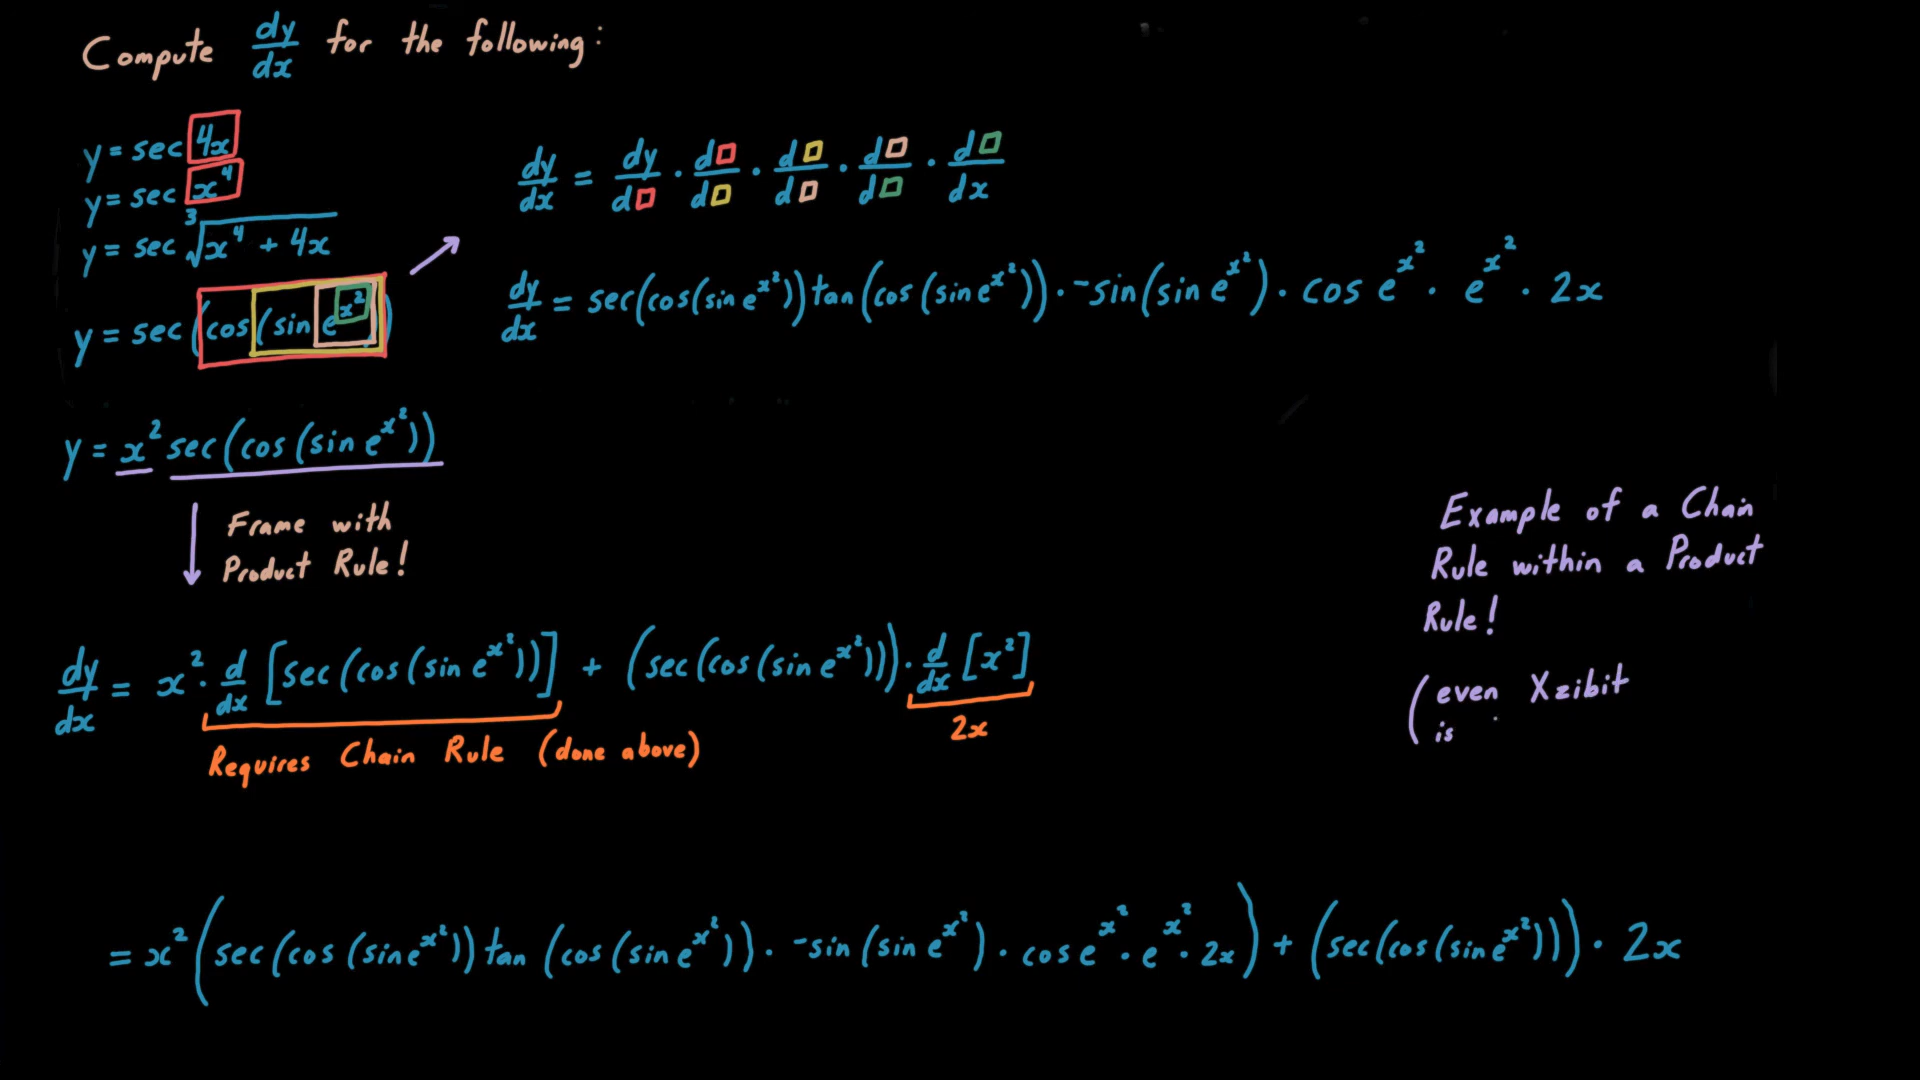 Compute dy/dx for the following:
y = sec 4x
y = sec x⁴
y = sec ∛(x⁴ + 4x)
y = sec(cos(sin e^x²))
dy/dx = dy/d□ · d□/d□ · d□/d□ · d□/d□ · d□/dx
dy/dx = sec(cos(sin e^x²))tan(cos(sin e^x²)) · -sin(sin e^x²) · cos e^x² · e^x² · 2x
y = x² sec(cos(sin e^x²))
Frame with
Product Rule!
dy/dx = x² · d/dx [sec(cos(sin e^x²))] + (sec(cos(sin e^x²))) · d/dx [x²]
Requires Chain Rule (done above)
2x
Example of a Chain
Rule within a Product
Rule!
(even Xzibit
is
= x²(sec(cos(sin e^x²))tan(cos(sin e^x²)) · -sin(sin e^x²) · cos e^x² · e^x² · 2x) + (sec(cos(sin e^x²))) · 2x